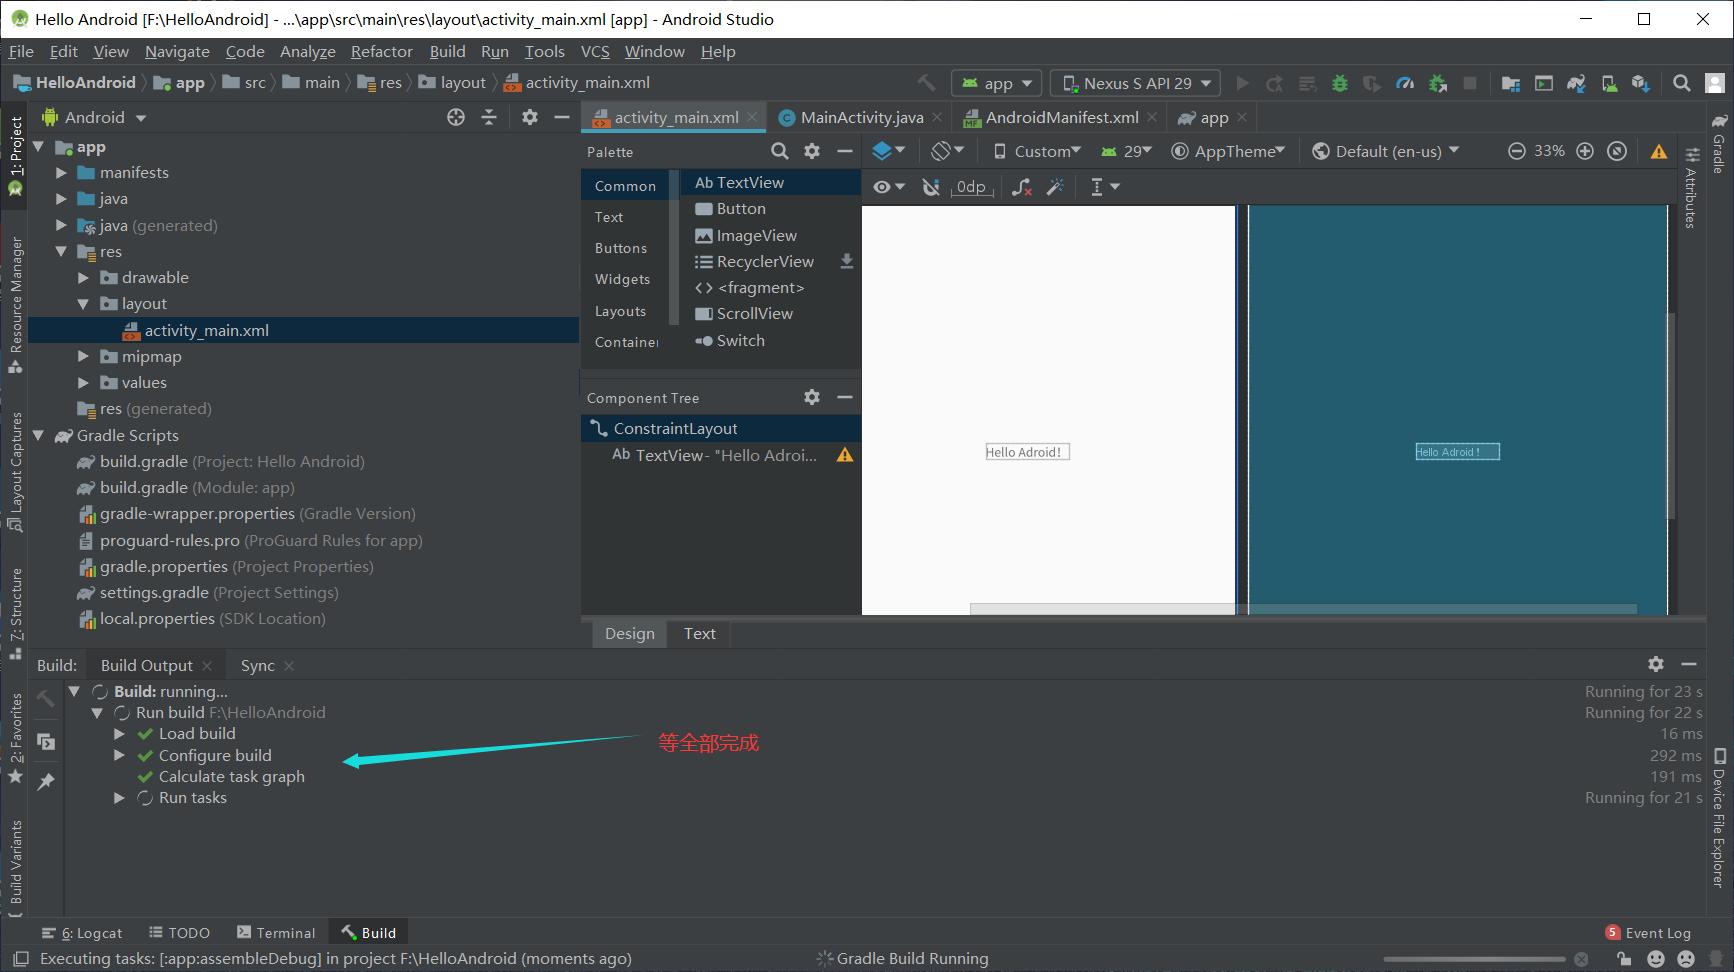 Hello Android [F:\HelloAndroid] - ...\app\src\main\res\layout\activity_main.xml [app] - Android Studio
File Edit View Navigate Code Analyze Refactor Build Run Tools VCS Window Help
HelloAndroid app src main res layout activity_main.xml app Nexus S API 29
Android
activity_main.xml MainActivity.java AndroidManifest.xml app
1: Project
Resource Manager
Layout Captures
7: Structure
2: Favorites
Build Variants
app
manifests
java
java (generated)
res
drawable
layout
activity_main.xml
mipmap
values
res (generated)
Gradle Scripts
build.gradle (Project: Hello Android)
build.gradle (Module: app)
gradle-wrapper.properties (Gradle Version)
proguard-rules.pro (ProGuard Rules for app)
gradle.properties (Project Properties)
settings.gradle (Project Settings)
local.properties (SDK Location)
Palette
Common
Text
Buttons
Widgets
Layouts
Container
Ab TextView
Button
ImageView
RecyclerView
<fragment>
ScrollView
Switch
Component Tree
ConstraintLayout
Ab TextView- "Hello Adroi...
Custom 29 AppTheme Default (en-us) 33%
0dp
Hello Adroid!
Hello Adroid!
Design Text
Gradle
Attributes
Device File Explorer
Build: Build Output Sync
Build: running... Running for 23 s
Run build F:\HelloAndroid Running for 22 s
Load build 16 ms
Configure build 292 ms
Calculate task graph 191 ms
Run tasks Running for 21 s
等全部完成
6: Logcat TODO Terminal Build 5 Event Log
Executing tasks: [:app:assembleDebug] in project F:\HelloAndroid (moments ago) Gradle Build Running